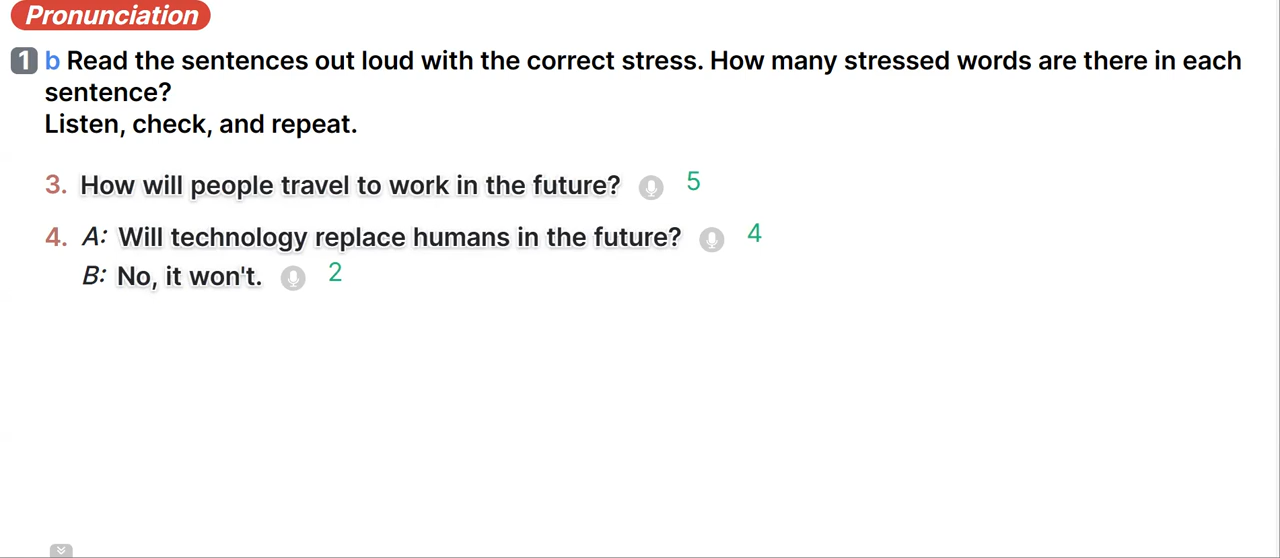 Pronunciation
1 b Read the sentences out loud with the correct stress. How many stressed words are there in each
sentence?
Listen, check, and repeat.
3. How will people travel to work in the future? 5
4. A: Will technology replace humans in the future? 4
B: No, it won't. 2